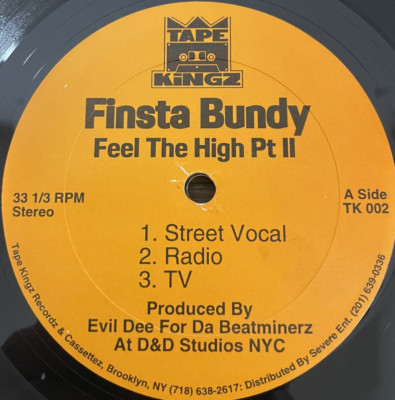 TAPE
KINGZ
Finsta Bundy
Feel The High Pt II
33 1/3 RPM
Stereo
A Side
TK 002
1. Street Vocal
2. Radio
3. TV
Produced By
Evil Dee For Da Beatminerz
At D&D Studios NYC
Tape Kingz Recordz & Cassettez, Brooklyn, NY (718) 638-2617: Distributed By Severe Ent. (201) 639-0336